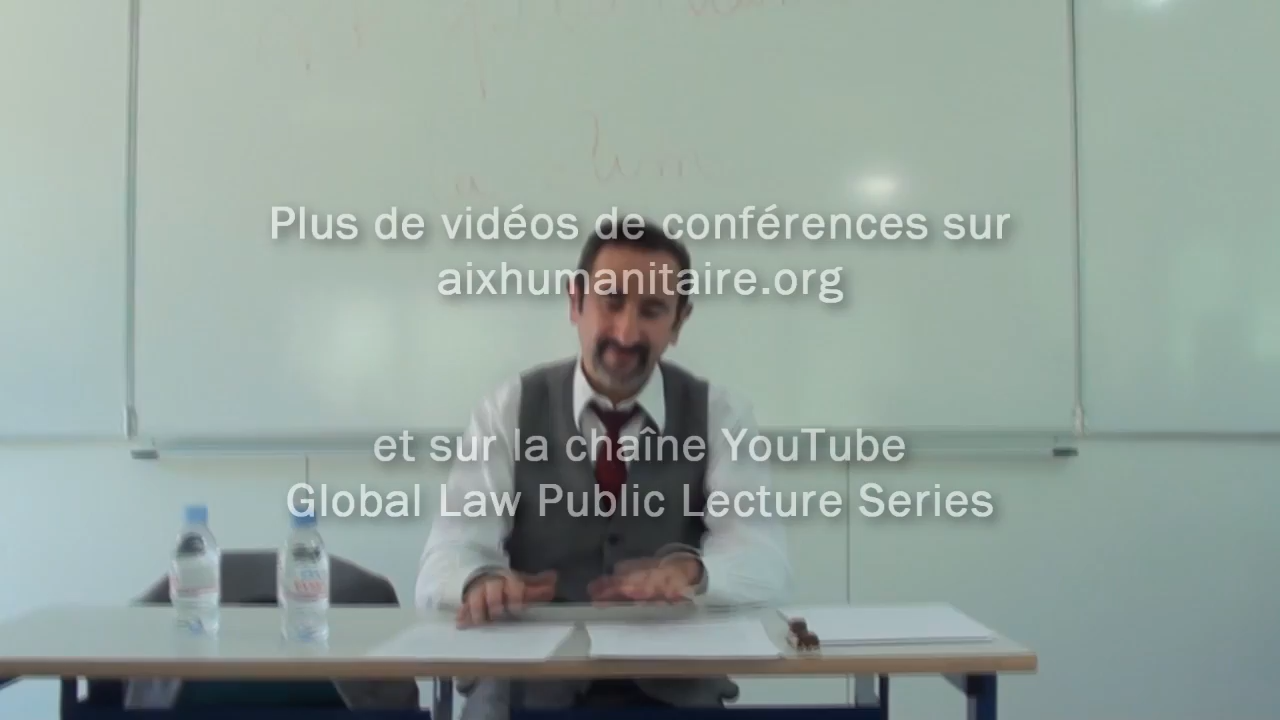 Plus de vidéos de conférences sur
aixhumanitaire.org
et sur la chaîne YouTube
Global Law Public Lecture Series